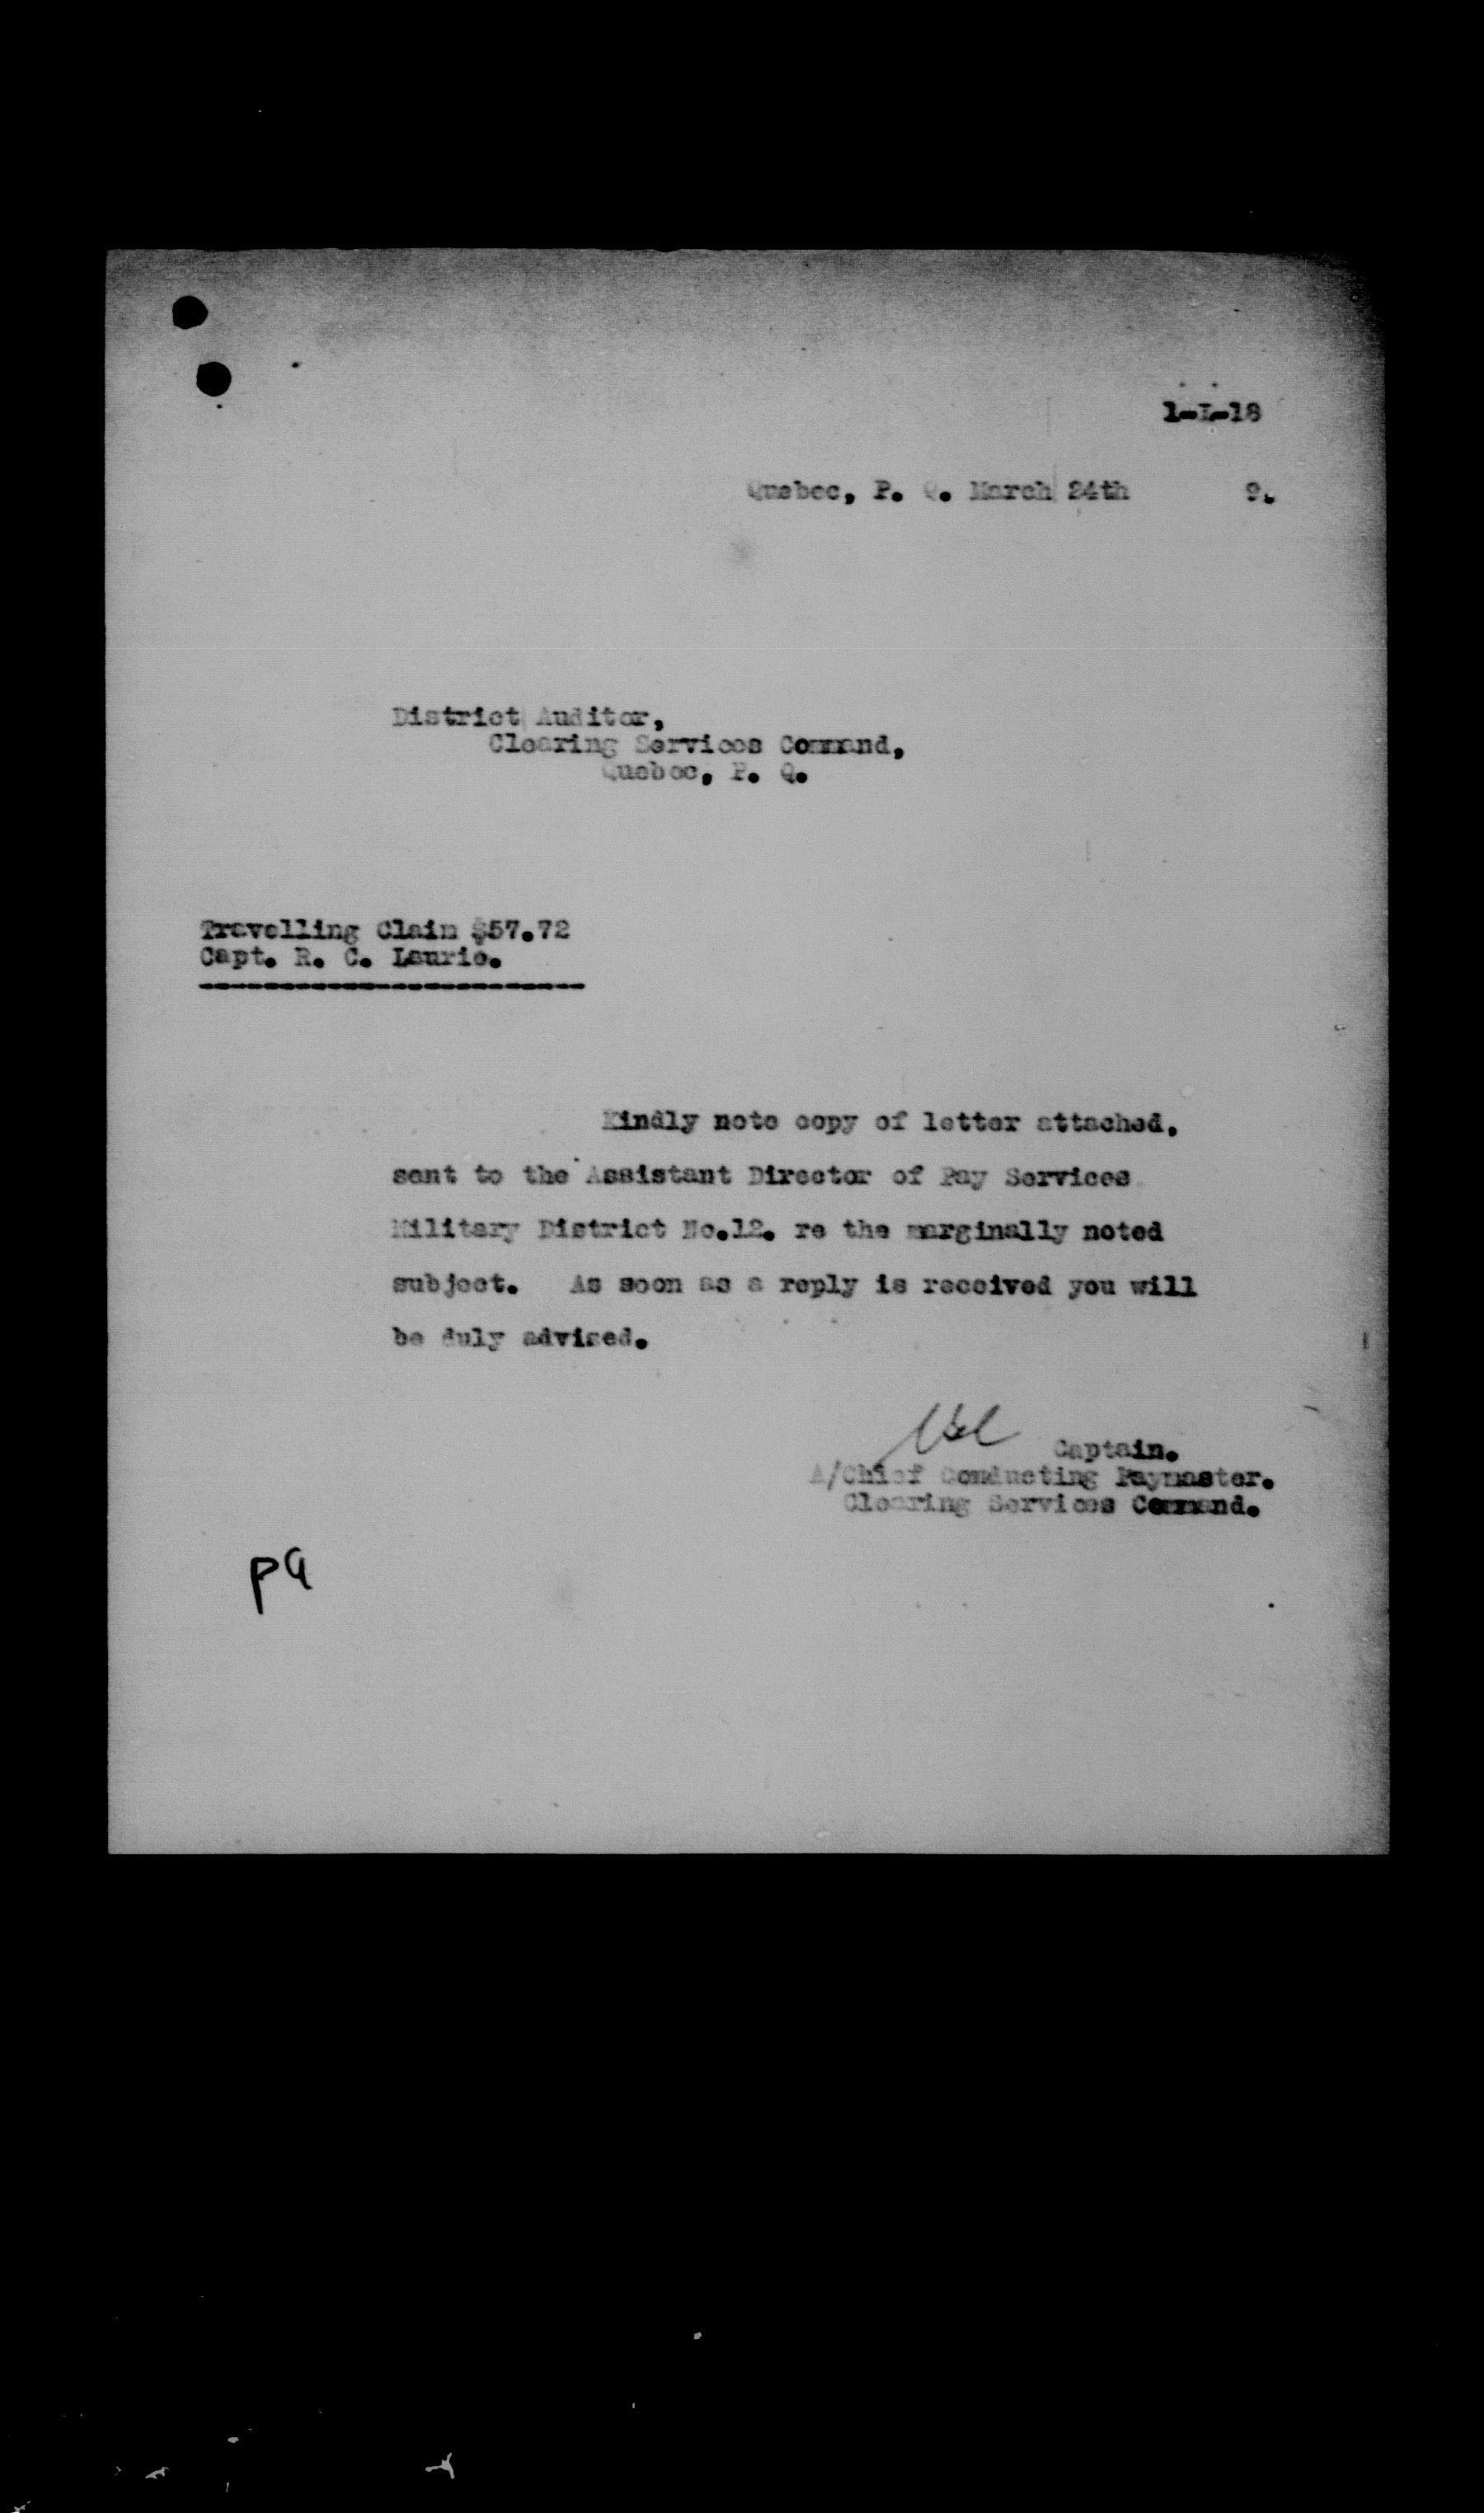 1-L-18
Quebec, P. Q. March 24th 9.
District Auditor,
Clearing Services Command,
Quebec, P. Q.
Travelling Claim $57.72
Capt. R. C. Laurie.
Kindly note copy of letter attached.
sent to the Assistant Director of Pay Services
Military District No.12. re the marginally noted
subject. As soon as a reply is received you will
be duly advised.
Captain.
A/Chief Conducting Paymaster.
Clearing Services Command.
PA